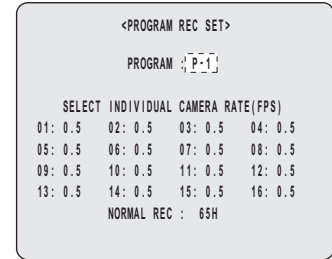 <PROGRAM REC SET>
PROGRAM : P-1
SELECT INDIVIDUAL CAMERA RATE(FPS)
01: 0.5 02: 0.5 03: 0.5 04: 0.5
05: 0.5 06: 0.5 07: 0.5 08: 0.5
09: 0.5 10: 0.5 11: 0.5 12: 0.5
13: 0.5 14: 0.5 15: 0.5 16: 0.5
NORMAL REC : 65H